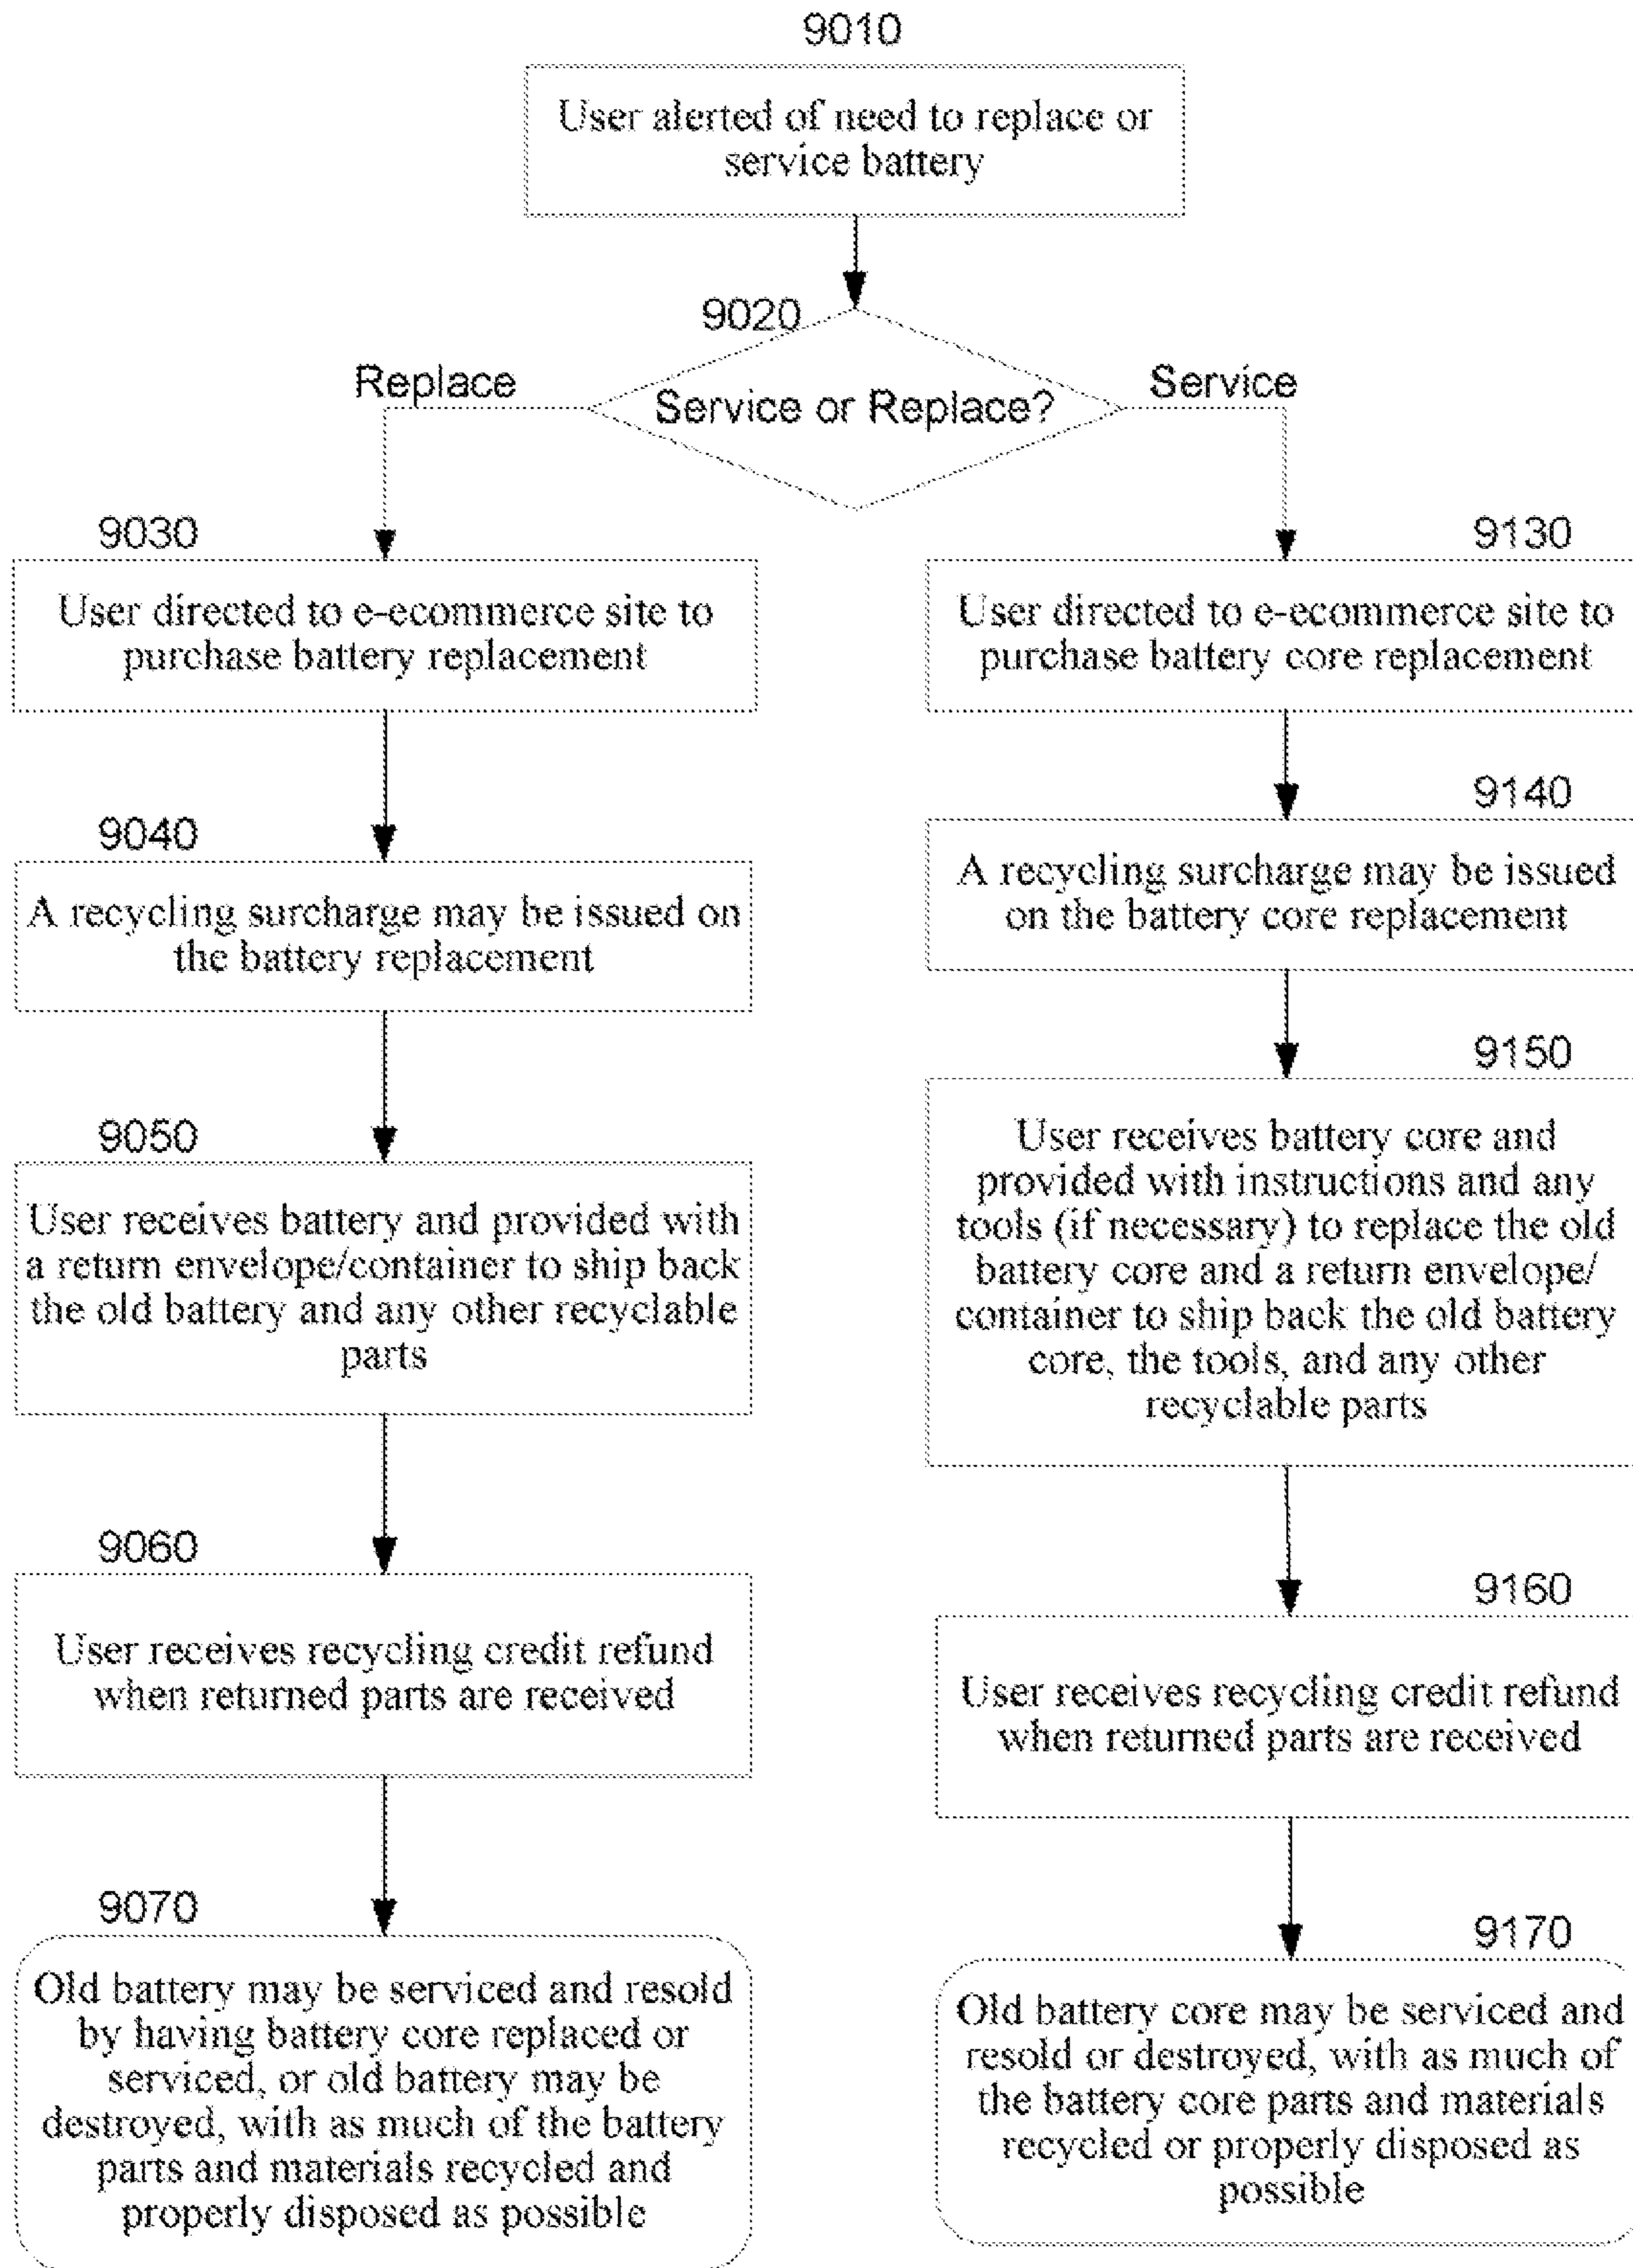 9010
User alerted of need to replace or
service battery
9020
Replace
Service or Replace?
Service
9030
User directed to e-ecommerce site to
purchase battery replacement
9040
A recycling surcharge may be issued on
the battery replacement
9050
User receives battery and provided with
a return envelope/container to ship back
the old battery and any other recyclable
parts
9060
User receives recycling credit refund
when returned parts are received
9070
Old battery may be serviced and resold
by having battery core replaced or
serviced, or old battery may be
destroyed, with as much of the battery
parts and materials recycled and
properly disposed as possible
9130
User directed to e-ecommerce site to
purchase battery core replacement
9140
A recycling surcharge may be issued
on the battery core replacement
9150
User receives battery core and
provided with instructions and any
tools (if necessary) to replace the old
battery core and a return envelope/
container to ship back the old battery
core, the tools, and any other
recyclable parts
9160
User receives recycling credit refund
when returned parts are received
9170
Old battery core may be serviced and
resold or destroyed, with as much of
the battery core parts and materials
recycled or properly disposed as
possible